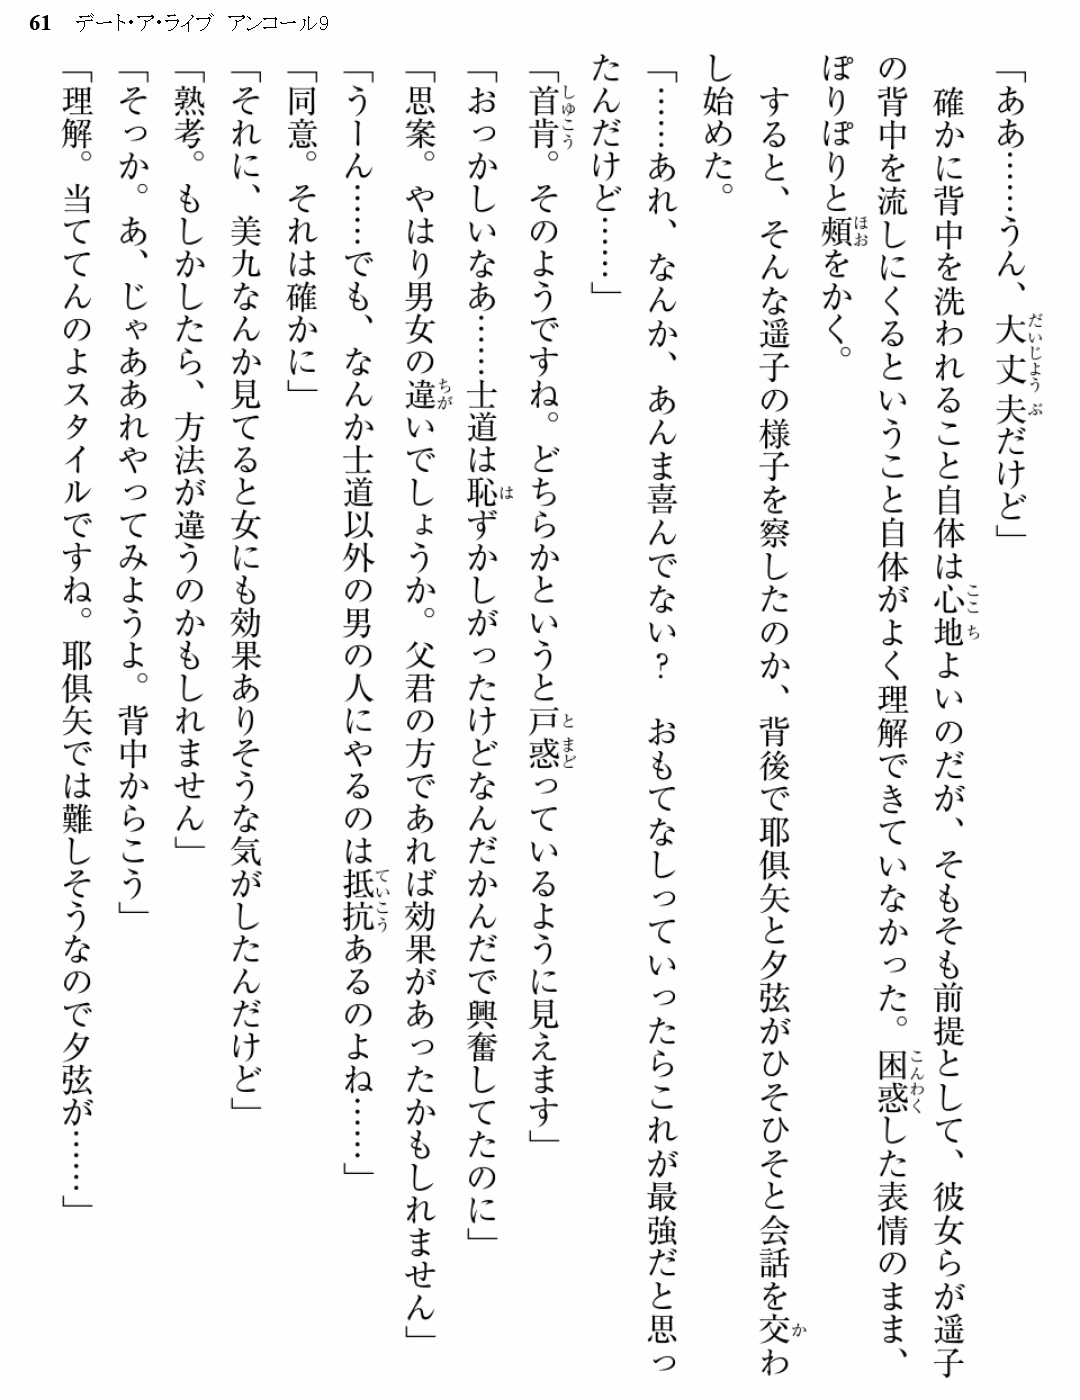 61　デート・ア・ライブ　アンコール9
「ああ……うん、大丈夫だけど」
　確かに背中を洗われること自体は心地よいのだが、そもそも前提として、彼女らが遥子
の背中を流しにくるということ自体がよく理解できていなかった。困惑した表情のまま、
ぽりぽりと頰をかく。
　すると、そんな遥子の様子を察したのか、背後で耶倶矢と夕弦がひそひそと会話を交わ
し始めた。
「……あれ、なんか、あんま喜んでない？　おもてなしっていったらこれが最強だと思っ
たんだけど……」
「首肯。そのようですね。どちらかというと戸惑っているように見えます」
「おっかしいなあ……士道は恥ずかしがったけどなんだかんだで興奮してたのに」
「思案。やはり男女の違いでしょうか。父君の方であれば効果があったかもしれません」
「うーん……でも、なんか士道以外の男の人にやるのは抵抗あるのよね……」
「同意。それは確かに」
「それに、美九なんか見てると女にも効果ありそうな気がしたんだけど」
「熟考。もしかしたら、方法が違うのかもしれません」
「そっか。あ、じゃああれやってみようよ。背中からこう」
「理解。当ててんのよスタイルですね。耶倶矢では難しそうなので夕弦が……」